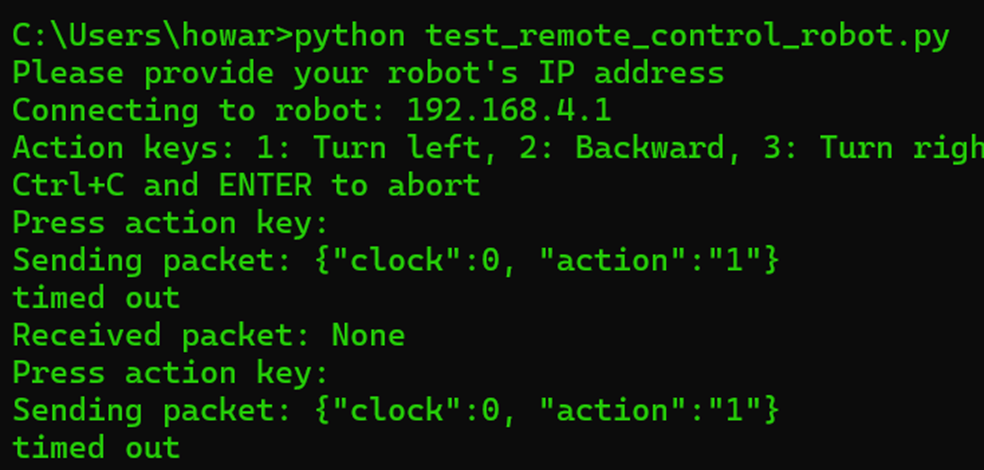 C:\Users\howar>python test_remote_control_robot.py
Please provide your robot's IP address
Connecting to robot: 192.168.4.1
Action keys: 1: Turn left, 2: Backward, 3: Turn righ
Ctrl+C and ENTER to abort
Press action key:
Sending packet: {"clock":0, "action":"1"}
timed out
Received packet: None
Press action key:
Sending packet: {"clock":0, "action":"1"}
timed out